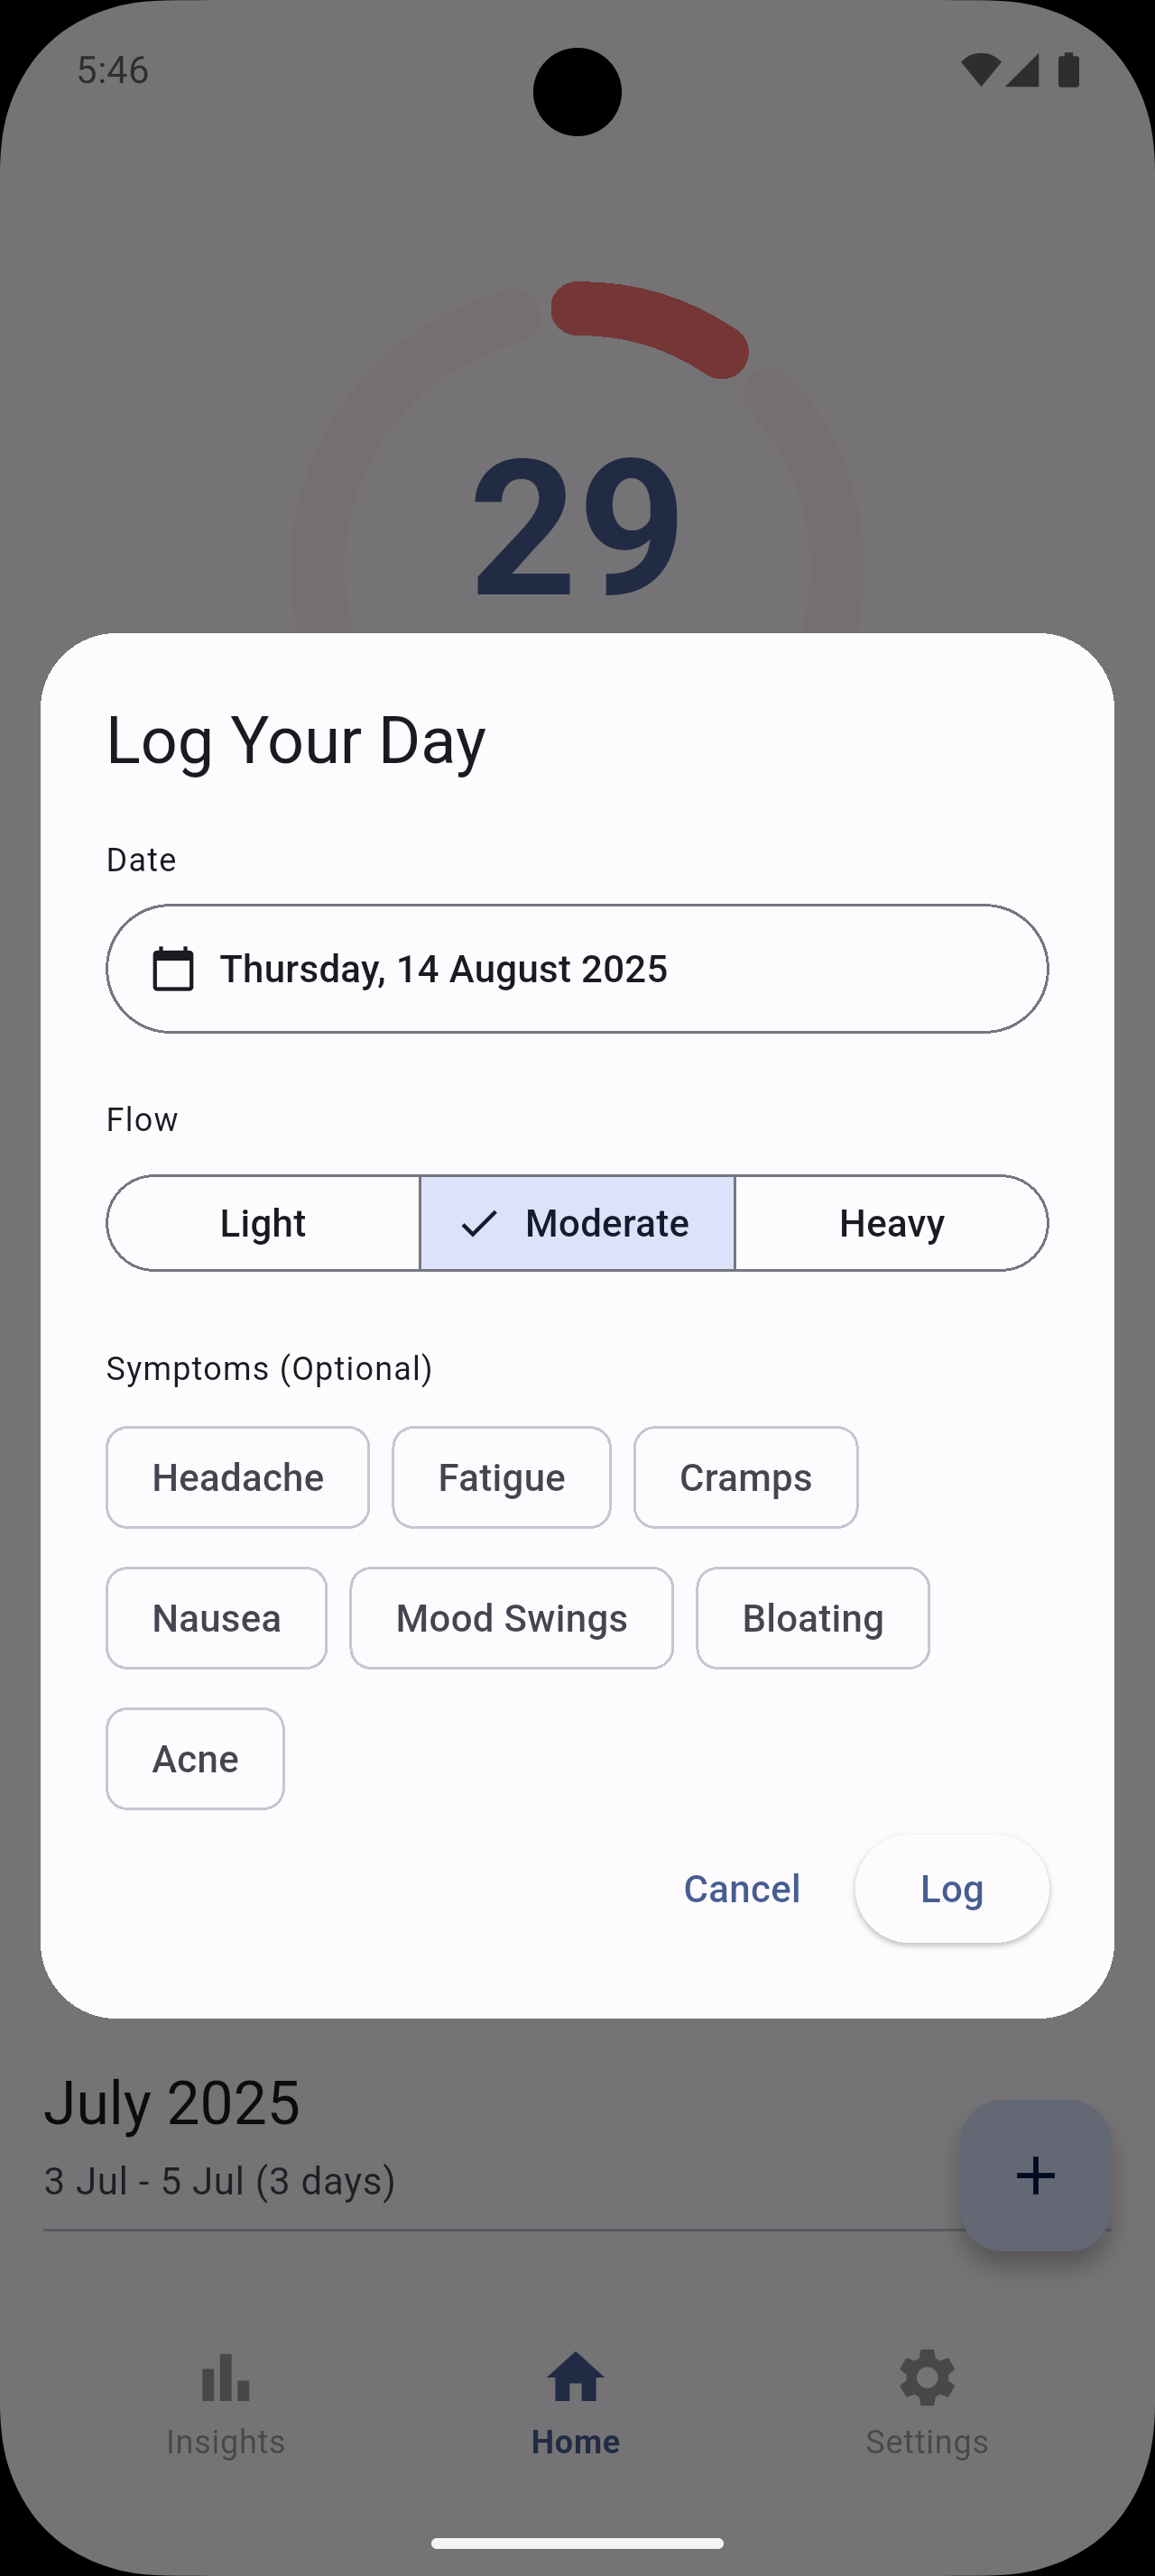 5:46
29
Log Your Day
Date
Thursday, 14 August 2025
Flow
Light Moderate Heavy
Symptoms (Optional)
Headache Fatigue Cramps
Nausea Mood Swings Bloating
Acne
Cancel Log
July 2025
3 Jul - 5 Jul (3 days)
Insights Home Settings